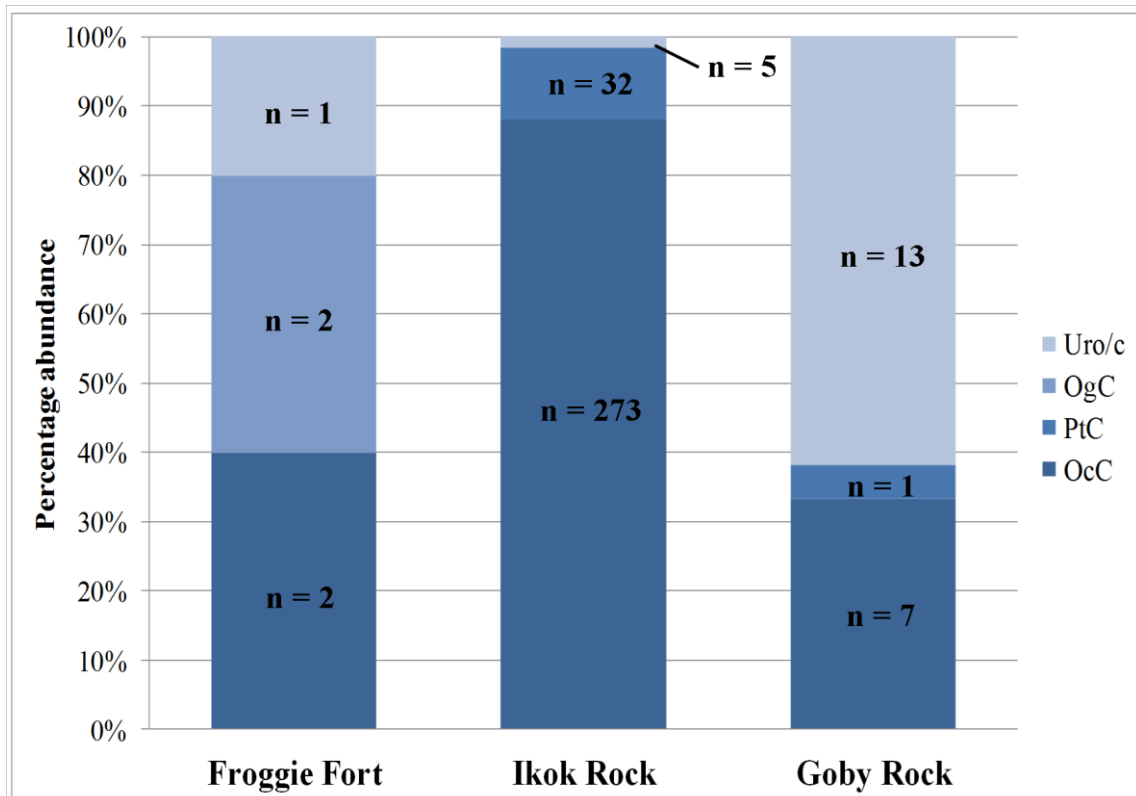 100%
90%
80%
70%
60%
50%
40%
30%
20%
10%
0%
Percentage abundance
n = 1
n = 2
n = 2
n = 5
n = 32
n = 273
n = 13
n = 1
n = 7
Froggie Fort
Ikok Rock
Goby Rock
Uro/c
OgC
PtC
OcC